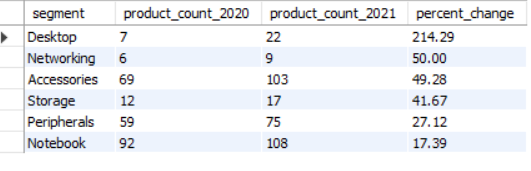 segment product_count_2020 product_count_2021 percent_change
Desktop 7 22 214.29
Networking 6 9 50.00
Accessories 69 103 49.28
Storage 12 17 41.67
Peripherals 59 75 27.12
Notebook 92 108 17.39